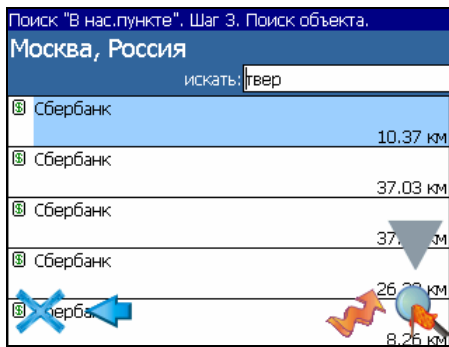 Поиск "В нас.пункте". Шаг 3. Поиск объекта.
Москва, Россия
искать: твер
Сбербанк
10.37 км
Сбербанк
37.03 км
Сбербанк
км
Сбербанк
км
8.26 км